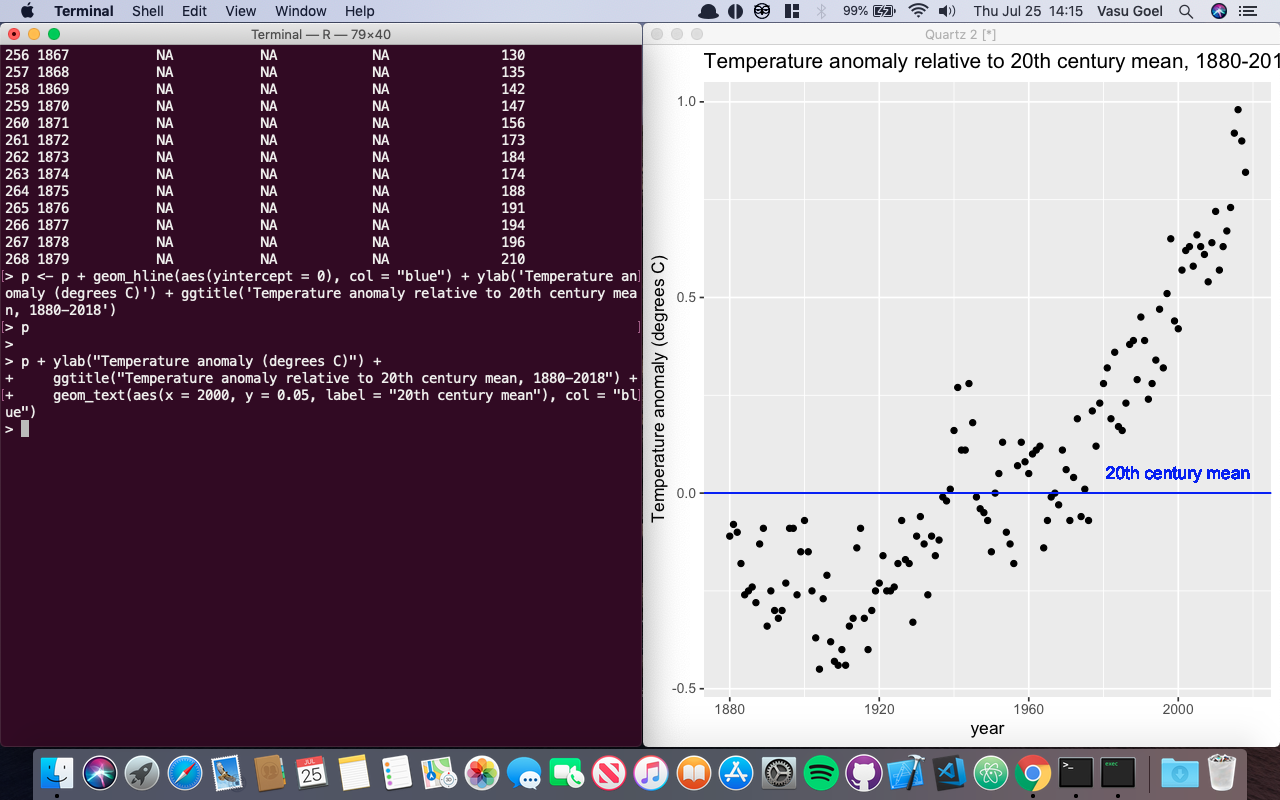 Terminal Shell Edit View Window Help 99% Thu Jul 25 14:15 Vasu Goel
Terminal — R — 79×40
256 1867 NA NA NA 130
257 1868 NA NA NA 135
258 1869 NA NA NA 142
259 1870 NA NA NA 147
260 1871 NA NA NA 156
261 1872 NA NA NA 173
262 1873 NA NA NA 184
263 1874 NA NA NA 174
264 1875 NA NA NA 188
265 1876 NA NA NA 191
266 1877 NA NA NA 194
267 1878 NA NA NA 196
268 1879 NA NA NA 210
[> p <- p + geom_hline(aes(yintercept = 0), col = "blue") + ylab('Temperature an]
omaly (degrees C)') + ggtitle('Temperature anomaly relative to 20th century mea
n, 1880-2018')
[> p ]
>
> p + ylab("Temperature anomaly (degrees C)") +
+     ggtitle("Temperature anomaly relative to 20th century mean, 1880-2018") +
[+     geom_text(aes(x = 2000, y = 0.05, label = "20th century mean"), col = "bl]
ue")
>
Quartz 2 [*]
Temperature anomaly relative to 20th century mean, 1880-201
Temperature anomaly (degrees C)
1.0
0.5
20th century mean
0.0
-0.5
1880 1920 1960 2000
year
JUL
25
>_
exec